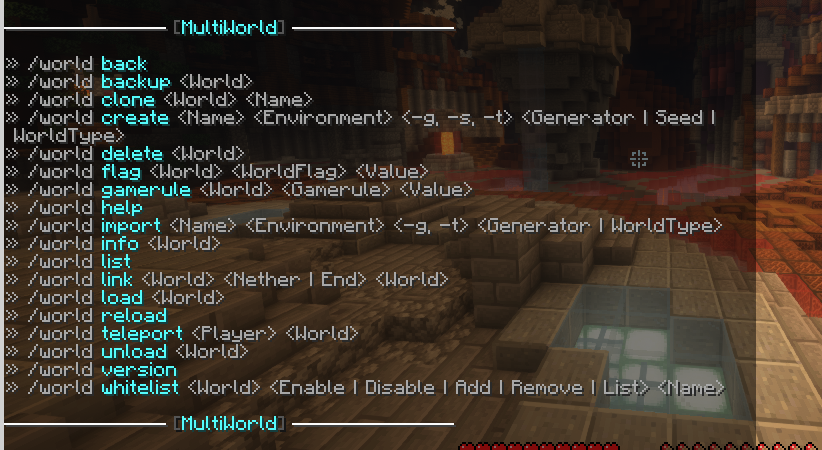 [MultiWorld]
» /world back
» /world backup <World>
» /world clone <World> <Name>
» /world create <Name> <Environment> <-g, -s, -t> <Generator | Seed |
WorldType>
» /world delete <World>
» /world flag <World> <WorldFlag> <Value>
» /world gamerule <World> <Gamerule> <Value>
» /world help
» /world import <Name> <Environment> <-g, -t> <Generator | WorldType>
» /world info <World>
» /world list
» /world link <World> <Nether | End> <World>
» /world load <World>
» /world reload
» /world teleport <Player> <World>
» /world unload <World>
» /world version
» /world whitelist <World> <Enable | Disable | Add | Remove | List> <Name>
[MultiWorld]